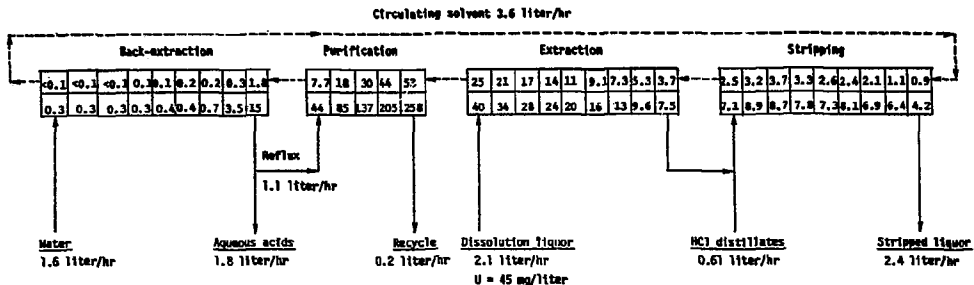 Circulating solvent 3.6 liter/hr
Back-extraction Purification Extraction Stripping
<0.1 <0.1 <0.1 0.1 0.1 0.2 0.2 0.3 1.8
7.7 18 30 44
25 21 17 14 11 9.1 7.3 5.3 3.7
2.5 3.2 3.7 3.3 2.6 2.4 2.1 1.1 0.9
0.3 0.3 0.3 0.3 0.4 0.4 0.7 3.5 15
44 85 137 205 258
40 34 28 24 20 16 13 9.6 7.5
7.1 8.9 8.7 7.8 7.3 8.1 6.9 6.4 4.2
Reflux
1.1 liter/hr
Water
1.6 liter/hr
Aqueous acids
1.8 liter/hr
Recycle
0.2 liter/hr
Dissolution liquor
2.1 liter/hr
U = 45 mg/liter
HCl distillates
0.61 liter/hr
Stripped liquor
2.4 liter/hr